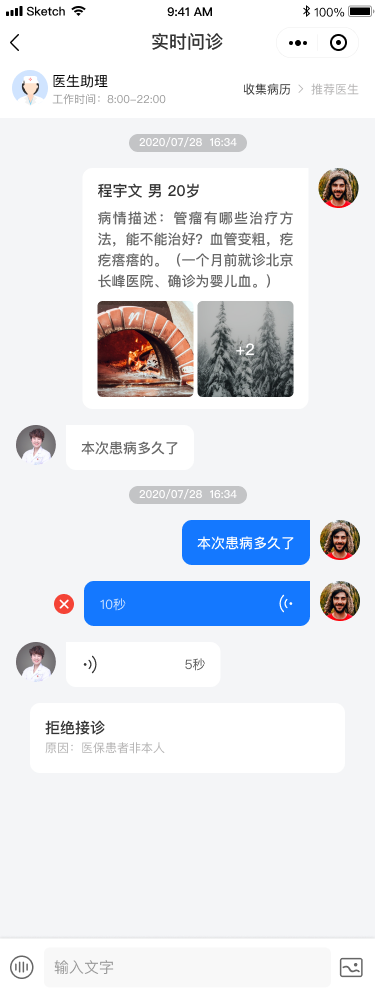 Sketch 9:41 AM 100%
实时问诊
医生助理
工作时间：8:00-22:00
收集病历 推荐医生
2020/07/28 16:34
程宇文 男 20岁
病情描述：管瘤有哪些治疗方
法，能不能治好？血管变粗，疙
疙瘩瘩的。（一个月前就诊北京
长峰医院、确诊为婴儿血。）
+2
本次患病多久了
2020/07/28 16:34
本次患病多久了
10秒
5秒
拒绝接诊
原因：医保患者非本人
输入文字